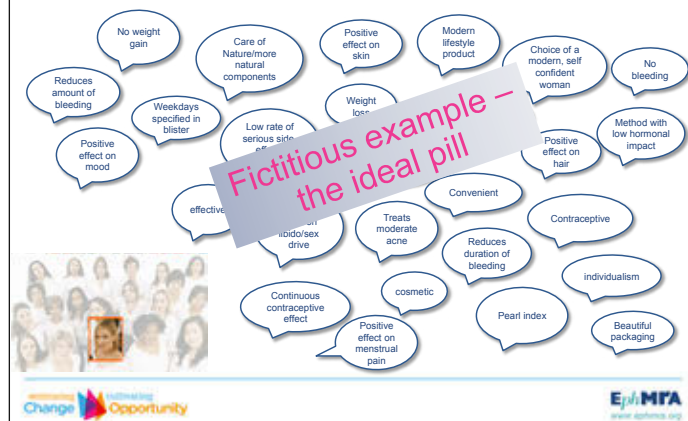 No weight
gain
Care of
Nature/more
natural
components
Positive
effect on
skin
Modern
lifestyle
product
Choice of a
modern, self
confident
woman
No
bleeding
Reduces
amount of
bleeding
Weekdays
specified in
blister
Weight
loss
Low rate of
serious side
Positive
effect on
mood
Positive
effect on
hair
Method with
low hormonal
impact
Fictitious example –
the ideal pill
effective
libido/sex
drive
Treats
moderate
acne
Convenient
Contraceptive
Reduces
duration of
bleeding
individualism
Continuous
contraceptive
effect
cosmetic
Positive
effect on
menstrual
pain
Pearl index
Beautiful
packaging
Change Opportunity
EphMRA
www.ephmra.org